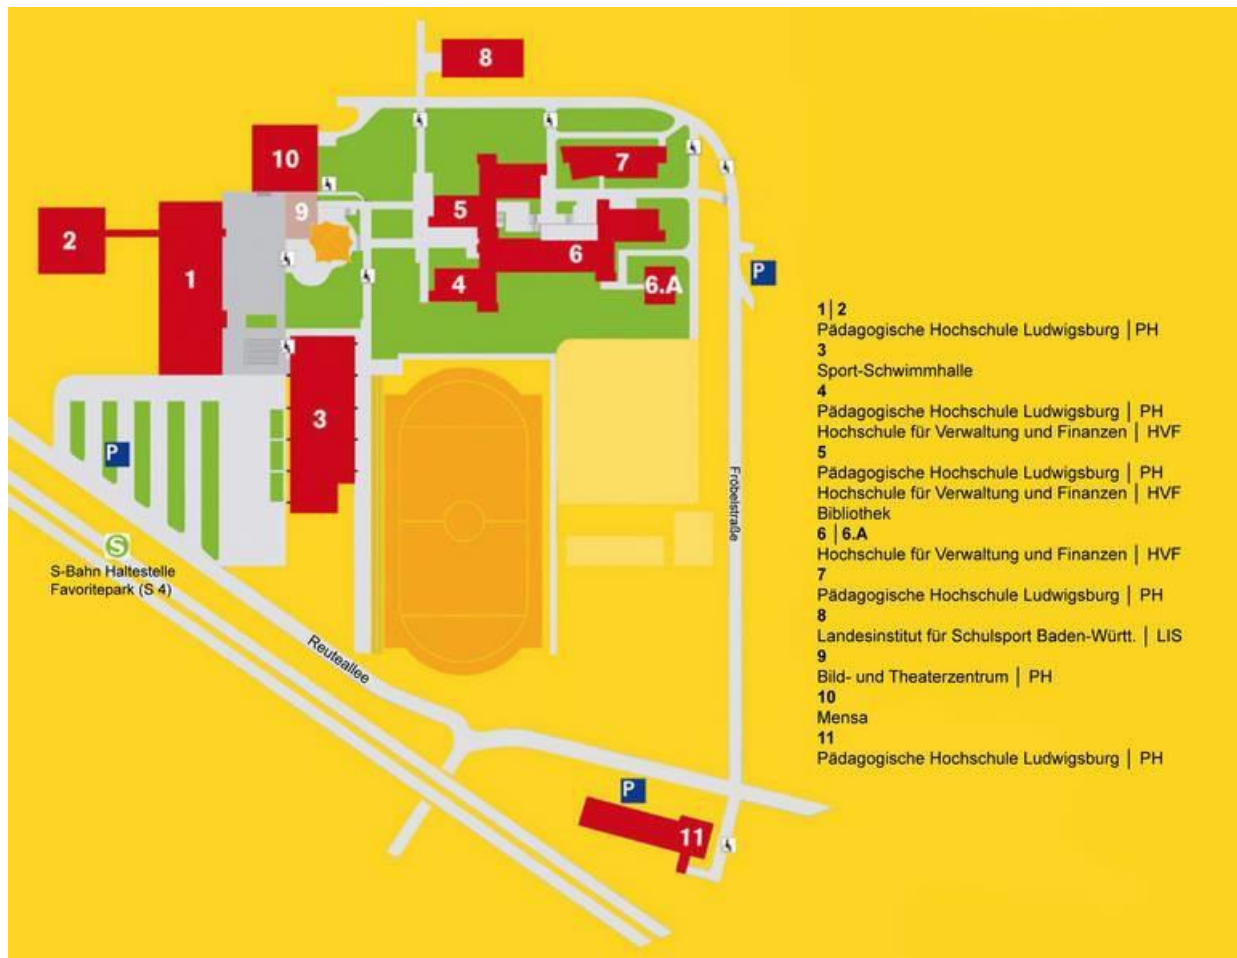 8
10
7
9
5
2
6
1
4
6.A
P
3
P
S
S-Bahn Haltestelle
Favoritepark (S 4)
Fröbelstraße
Reuteallee
P
11
1 | 2
Pädagogische Hochschule Ludwigsburg | PH
3
Sport-Schwimmhalle
4
Pädagogische Hochschule Ludwigsburg | PH
Hochschule für Verwaltung und Finanzen | HVF
5
Pädagogische Hochschule Ludwigsburg | PH
Hochschule für Verwaltung und Finanzen | HVF
Bibliothek
6 | 6.A
Hochschule für Verwaltung und Finanzen | HVF
7
Pädagogische Hochschule Ludwigsburg | PH
8
Landesinstitut für Schulsport Baden-Württ. | LIS
9
Bild- und Theaterzentrum | PH
10
Mensa
11
Pädagogische Hochschule Ludwigsburg | PH